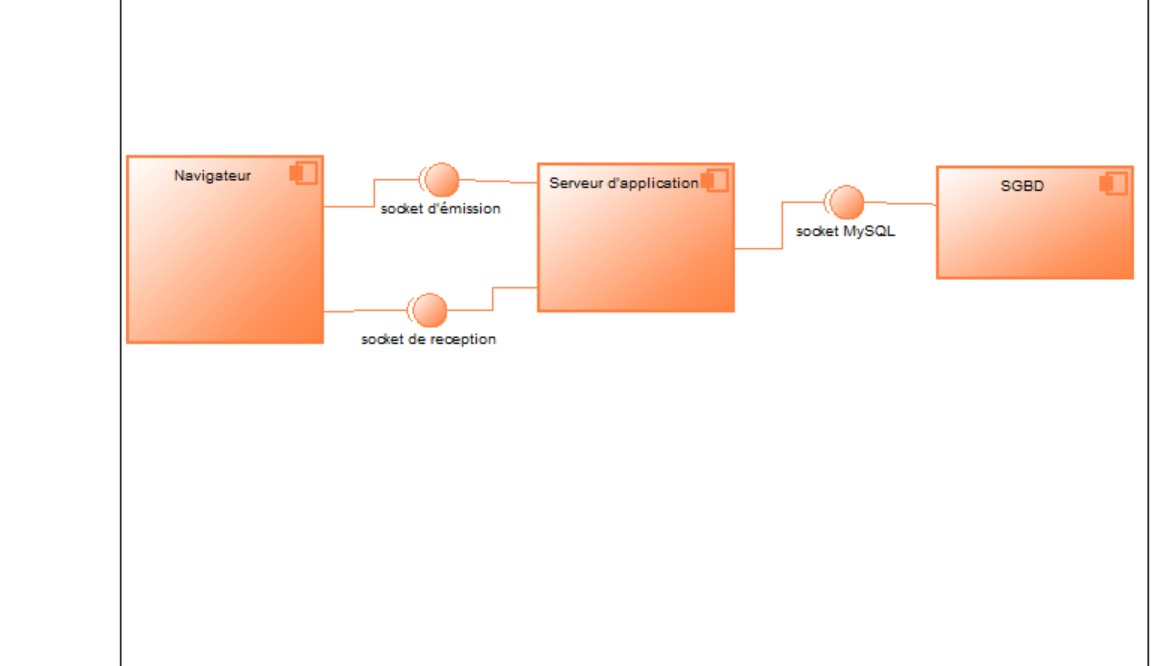 Navigateur
socket d'émission
Serveur d'application
SGBD
socket MySQL
socket de reception